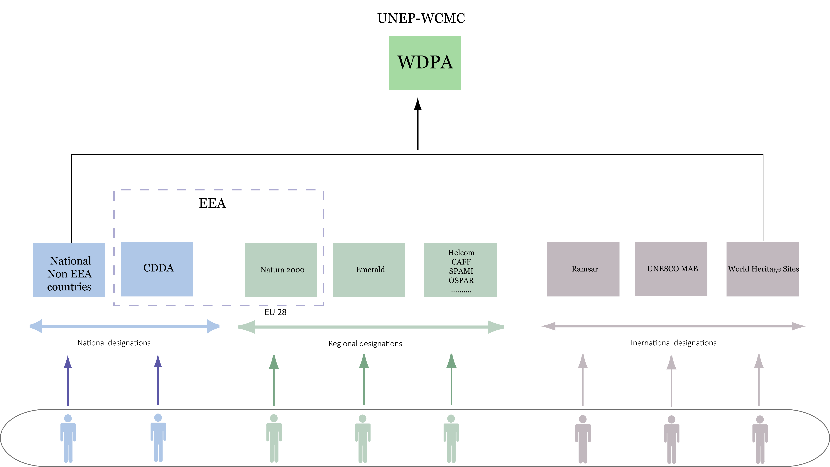 UNEP-WCMC
WDPA
EEA
National
Non EEA
countries
CDDA
Natura 2000
Emerald
Helcom
CAFF
SPAMI
OSPAR
..........
Ramsar
UNESCO MAB
World Heritage Sites
EU 28
National designations
Regional designations
Inernational designations